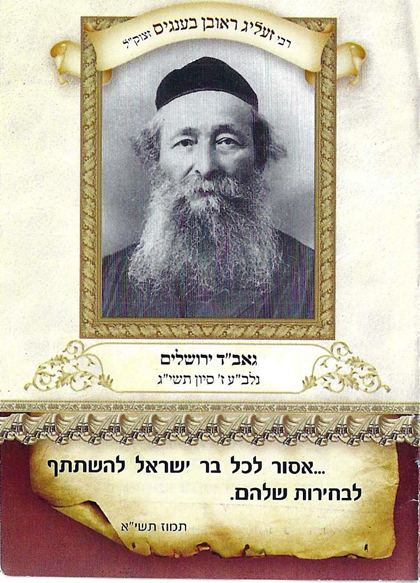 רבי זעליג ראובן בענגיס זצוק"ל
גאב"ד ירושלים
נלב"ע ז' סיון תשי"ג
...אסור לכל בר ישראל להשתתף
לבחירות שלהם.
תמוז תשי"א